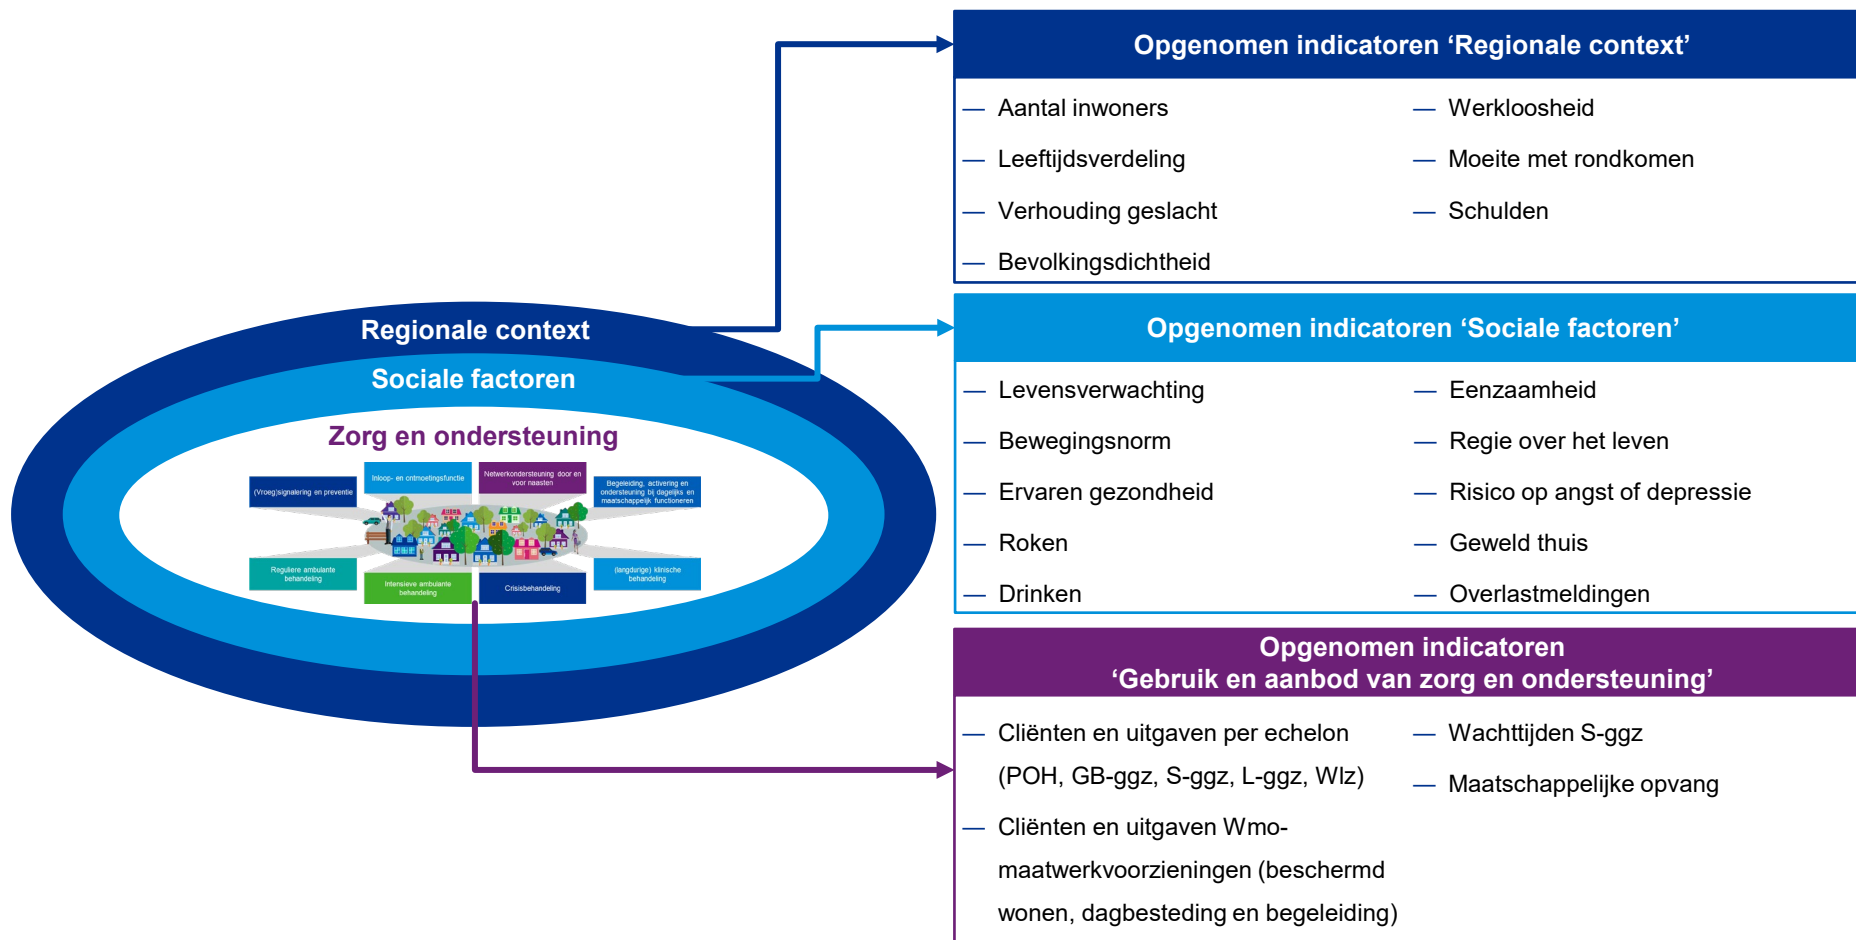 Opgenomen indicatoren ‘Regionale context’
— Aantal inwoners
— Leeftijdsverdeling
— Verhouding geslacht
— Bevolkingsdichtheid
— Werkloosheid
— Moeite met rondkomen
— Schulden
Regionale context
Sociale factoren
Zorg en ondersteuning
(Vroeg)signalering en preventie
Inloop- en ontmoetingsfunctie
Netwerkondersteuning door en
voor naasten
Begeleiding, activering en
ondersteuning bij dagelijks en
maatschappelijk functioneren
Reguliere ambulante
behandeling
Intensieve ambulante
behandeling
Crisisbehandeling
(langdurige) klinische
behandeling
Opgenomen indicatoren ‘Sociale factoren’
— Levensverwachting
— Bewegingsnorm
— Ervaren gezondheid
— Roken
— Drinken
— Eenzaamheid
— Regie over het leven
— Risico op angst of depressie
— Geweld thuis
— Overlastmeldingen
Opgenomen indicatoren
‘Gebruik en aanbod van zorg en ondersteuning’
— Cliënten en uitgaven per echelon
(POH, GB-ggz, S-ggz, L-ggz, Wlz)
— Cliënten en uitgaven Wmo-
maatwerkvoorzieningen (beschermd
wonen, dagbesteding en begeleiding)
— Wachttijden S-ggz
— Maatschappelijke opvang